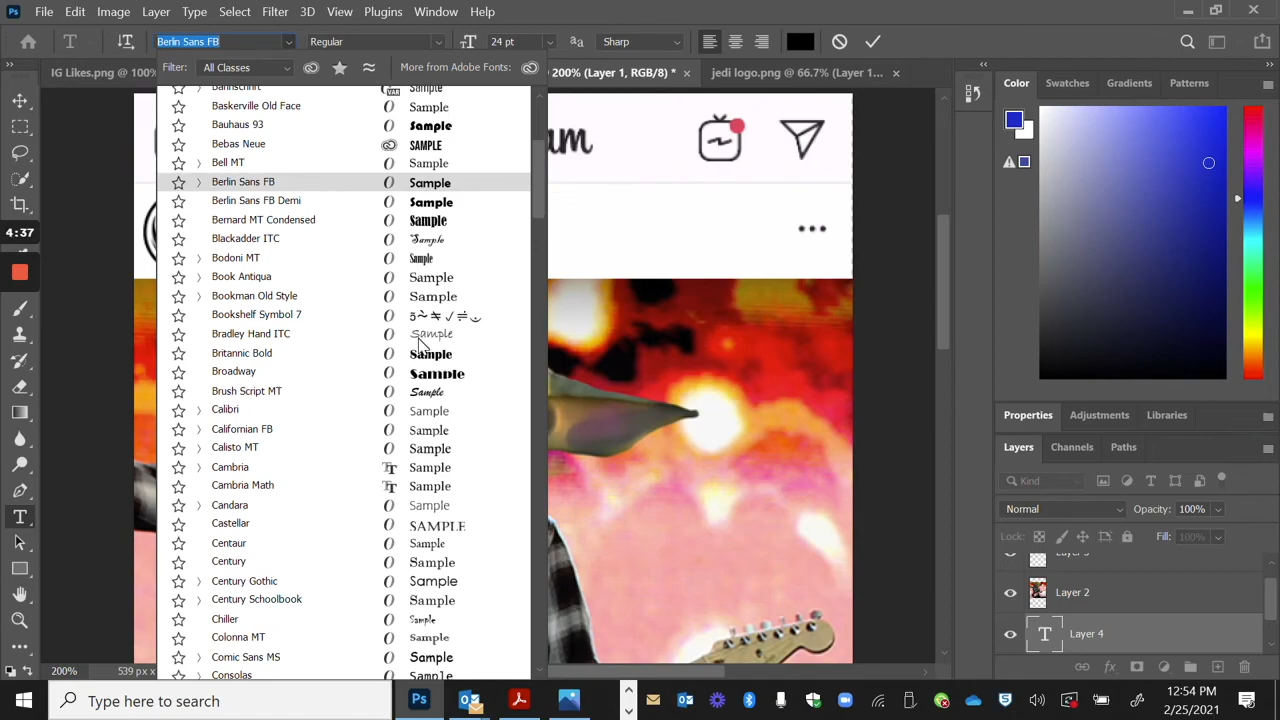 File Edit Image Layer Type Select Filter 3D View Plugins Window Help
Berlin Sans FB Regular 24 pt Sharp
Filter: All Classes More from Adobe Fonts:
IG Likes.png @ 100% 200% (Layer 1, RGB/8) * × jedi logo.png @ 66.7% (Layer 1... ×
Bahnschrift Sample
Baskerville Old Face Sample
Bauhaus 93 Sample
Bebas Neue SAMPLE
Bell MT Sample
Berlin Sans FB Sample
Berlin Sans FB Demi Sample
Bernard MT Condensed Sample
Blackadder ITC Sample
Bodoni MT Sample
Book Antiqua Sample
Bookman Old Style Sample
Bookshelf Symbol 7
Bradley Hand ITC Sample
Britannic Bold Sample
Broadway Sample
Brush Script MT Sample
Calibri Sample
Californian FB Sample
Calisto MT Sample
Cambria Sample
Cambria Math Sample
Candara Sample
Castellar SAMPLE
Centaur Sample
Century Sample
Century Gothic Sample
Century Schoolbook Sample
Chiller Sample
Colonna MT Sample
Comic Sans MS Sample
Consolas Sample
4:37
am
Color Swatches Gradients Patterns
Properties Adjustments Libraries
Layers Channels Paths
Kind
Normal Opacity: 100%
Lock: Fill: 100%
Layer 2
Layer 4
200% 539 px x
Type here to search
12:54 PM
2/25/2021